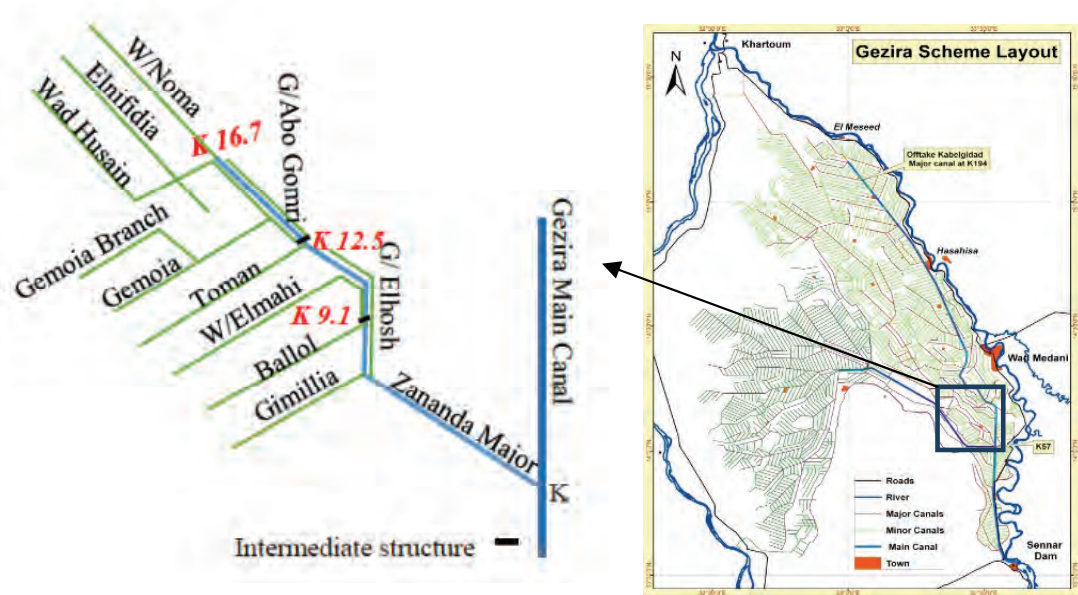 W/Noma
Elnifidia
Wad Husain
K 16.7
G/Abo Gomri
Gemoia Branch
Gemoia
Toman
K 12.5
W/Elmahi
K 9.1
G/ Elhosh
Ballol
Gimillia
Zananda Major
Gezira Main Canal
K
Intermediate structure
Gezira Scheme Layout
N
Khartoum
El Meseed
Offtake Kabelgidad
Major canal at K194
Hasahisa
Wad Medani
K57
Roads
River
Major Canals
Minor Canals
Main Canal
Town
Sennar
Dam